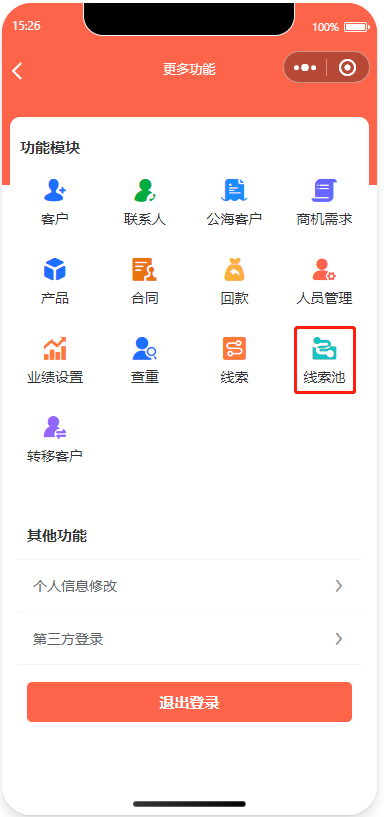 15:26
100%
更多功能
功能模块
客户 联系人 公海客户 商机需求
产品 合同 回款 人员管理
业绩设置 查重 线索 线索池
转移客户
其他功能
个人信息修改
第三方登录
退出登录